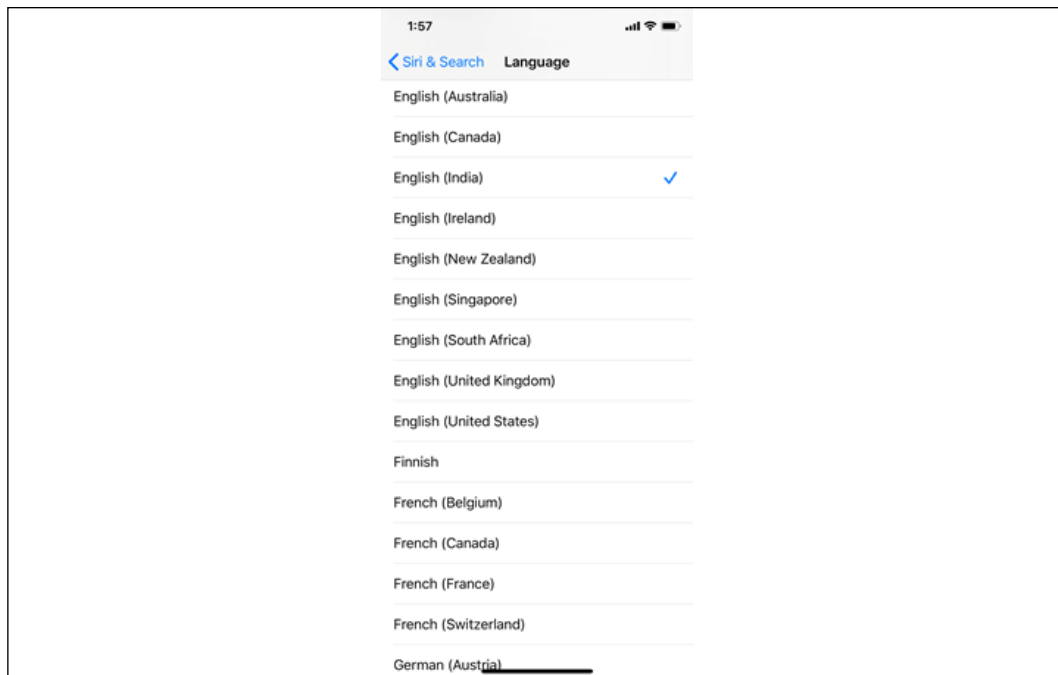 1:57
Siri & Search Language
English (Australia)
English (Canada)
English (India)
English (Ireland)
English (New Zealand)
English (Singapore)
English (South Africa)
English (United Kingdom)
English (United States)
Finnish
French (Belgium)
French (Canada)
French (France)
French (Switzerland)
German (Austria)